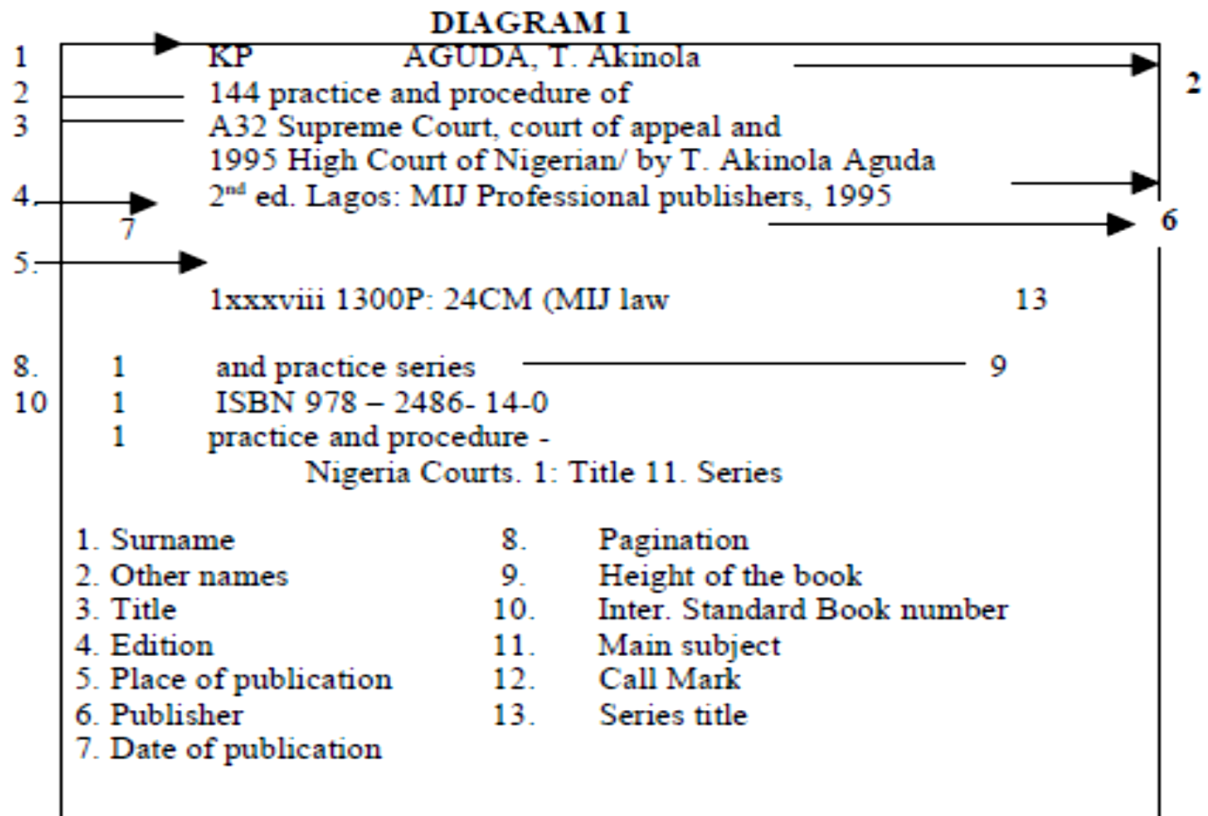 DIAGRAM 1
1 KP AGUDA, T. Akinola
2 144 practice and procedure of 2
3 A32 Supreme Court, court of appeal and
1995 High Court of Nigerian/ by T. Akinola Aguda
4. 2nd ed. Lagos: MIJ Professional publishers, 1995
7 6
5.
1xxxviii 1300P: 24CM (MIJ law 13
8. 1 and practice series 9
10 1 ISBN 978 – 2486- 14-0
1 practice and procedure -
Nigeria Courts. 1: Title 11. Series
1. Surname 8. Pagination
2. Other names 9. Height of the book
3. Title 10. Inter. Standard Book number
4. Edition 11. Main subject
5. Place of publication 12. Call Mark
6. Publisher 13. Series title
7. Date of publication